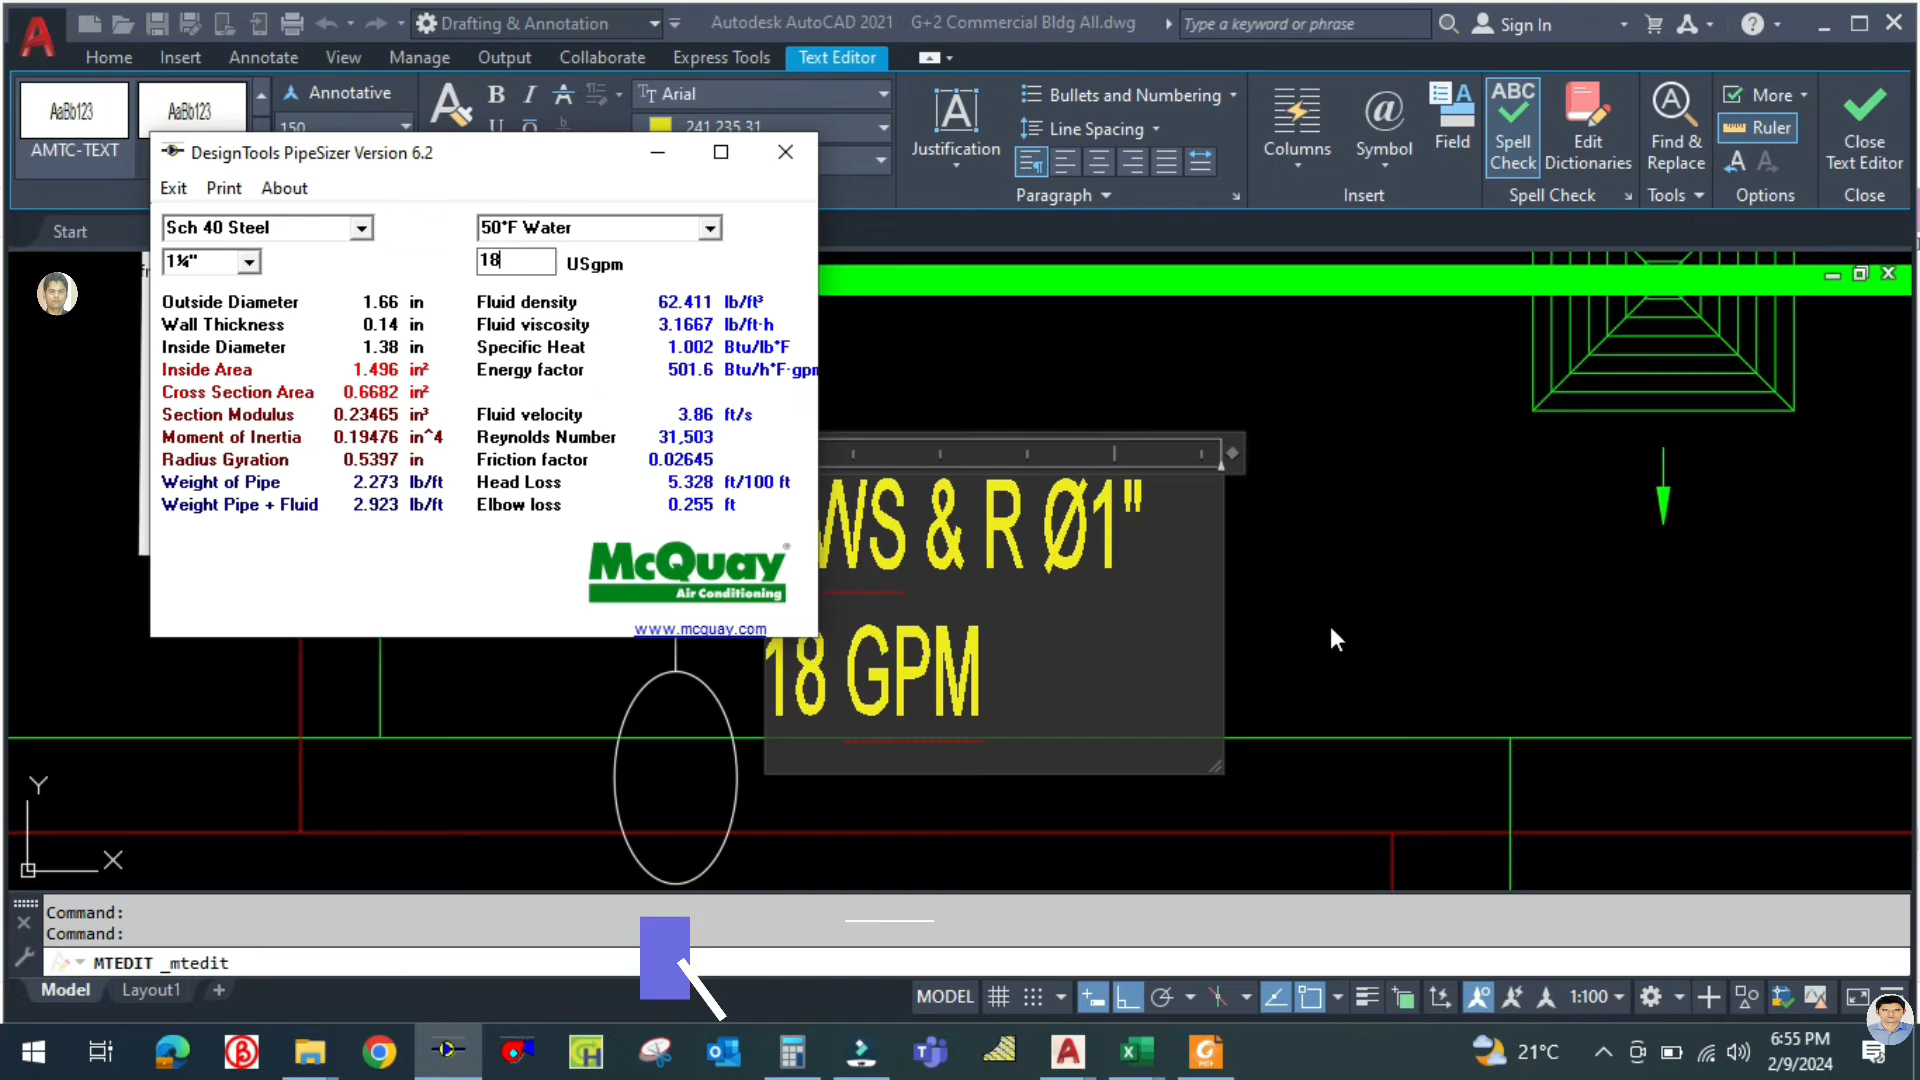 Drafting & Annotation
Autodesk AutoCAD 2021
G+2 Commercial Bldg All.dwg
Type a keyword or phrase
Sign In
Home
Insert
Annotate
View
Manage
Output
Collaborate
Express Tools
Text Editor
AaBb123
AaBb123
AMTC-TEXT
Annotative
150
B I A
Arial
241,235,31
Justification
Bullets and Numbering
Line Spacing
Paragraph
Columns
Symbol
Field
Insert
ABC
Spell
Check
Edit
Dictionaries
Spell Check
Find &
Replace
Tools
More
Ruler
Options
Close
Text Editor
Close
Start
DesignTools PipeSizer Version 6.2
Exit Print About
Sch 40 Steel
50°F Water
1¼"
18
USgpm
Outside Diameter 1.66 in
Wall Thickness 0.14 in
Inside Diameter 1.38 in
Inside Area 1.496 in²
Cross Section Area 0.6682 in²
Section Modulus 0.23465 in³
Moment of Inertia 0.19476 in^4
Radius Gyration 0.5397 in
Weight of Pipe 2.273 lb/ft
Weight Pipe + Fluid 2.923 lb/ft
Fluid density 62.411 lb/ft³
Fluid viscosity 3.1667 lb/ft·h
Specific Heat 1.002 Btu/lb°F
Energy factor 501.6 Btu/h°F·gpm
Fluid velocity 3.86 ft/s
Reynolds Number 31,503
Friction factor 0.02645
Head Loss 5.328 ft/100 ft
Elbow loss 0.255 ft
McQuay
Air Conditioning
www.mcquay.com
WS & R Ø1"
18 GPM
Y
X
Command:
Command:
MTEDIT _mtedit
Model
Layout1
MODEL
1:100
21°C
6:55 PM
2/9/2024